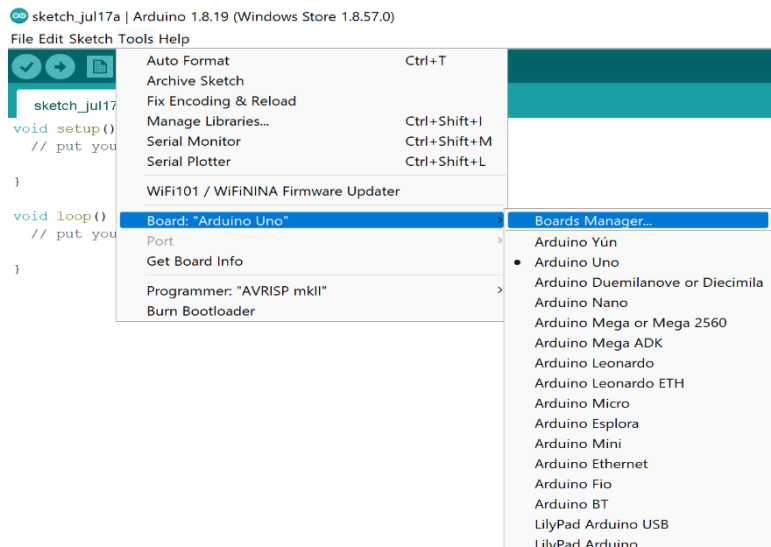 sketch_jul17a | Arduino 1.8.19 (Windows Store 1.8.57.0)
File Edit Sketch Tools Help
sketch_jul17
void setup()
// put you
}
void loop()
// put you
}
Auto Format Ctrl+T
Archive Sketch
Fix Encoding & Reload
Manage Libraries... Ctrl+Shift+I
Serial Monitor Ctrl+Shift+M
Serial Plotter Ctrl+Shift+L
WiFi101 / WiFiNINA Firmware Updater
Board: "Arduino Uno"
Port
Get Board Info
Programmer: "AVRISP mkII"
Burn Bootloader
Boards Manager...
Arduino Yún
Arduino Uno
Arduino Duemilanove or Diecimila
Arduino Nano
Arduino Mega or Mega 2560
Arduino Mega ADK
Arduino Leonardo
Arduino Leonardo ETH
Arduino Micro
Arduino Esplora
Arduino Mini
Arduino Ethernet
Arduino Fio
Arduino BT
LilyPad Arduino USB
LilyPad Arduino